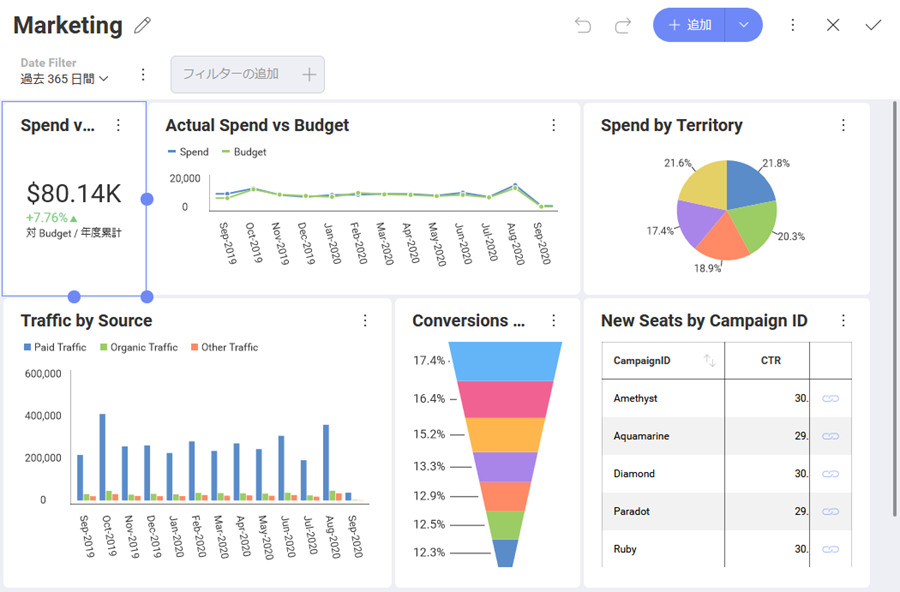 Marketing
追加
Date Filter
過去 365 日間
フィルターの追加
Spend v...
$80.14K
+7.76%
対 Budget / 年度累計
Actual Spend vs Budget
Spend
Budget
20,000
0
Sep-2019
Oct-2019
Nov-2019
Dec-2019
Jan-2020
Feb-2020
Mar-2020
Apr-2020
May-2020
Jun-2020
Jul-2020
Aug-2020
Sep-2020
Spend by Territory
21.6%
21.8%
17.4%
20.3%
18.9%
Traffic by Source
Paid Traffic
Organic Traffic
Other Traffic
600,000
400,000
200,000
0
Sep-2019
Oct-2019
Nov-2019
Dec-2019
Jan-2020
Feb-2020
Mar-2020
Apr-2020
May-2020
Jun-2020
Jul-2020
Aug-2020
Sep-2020
Conversions ...
17.4%
16.4%
15.2%
13.3%
12.9%
12.5%
12.3%
New Seats by Campaign ID
CampaignID CTR
Amethyst 30.
Aquamarine 29.
Diamond 30.
Paradot 29.
Ruby 30.